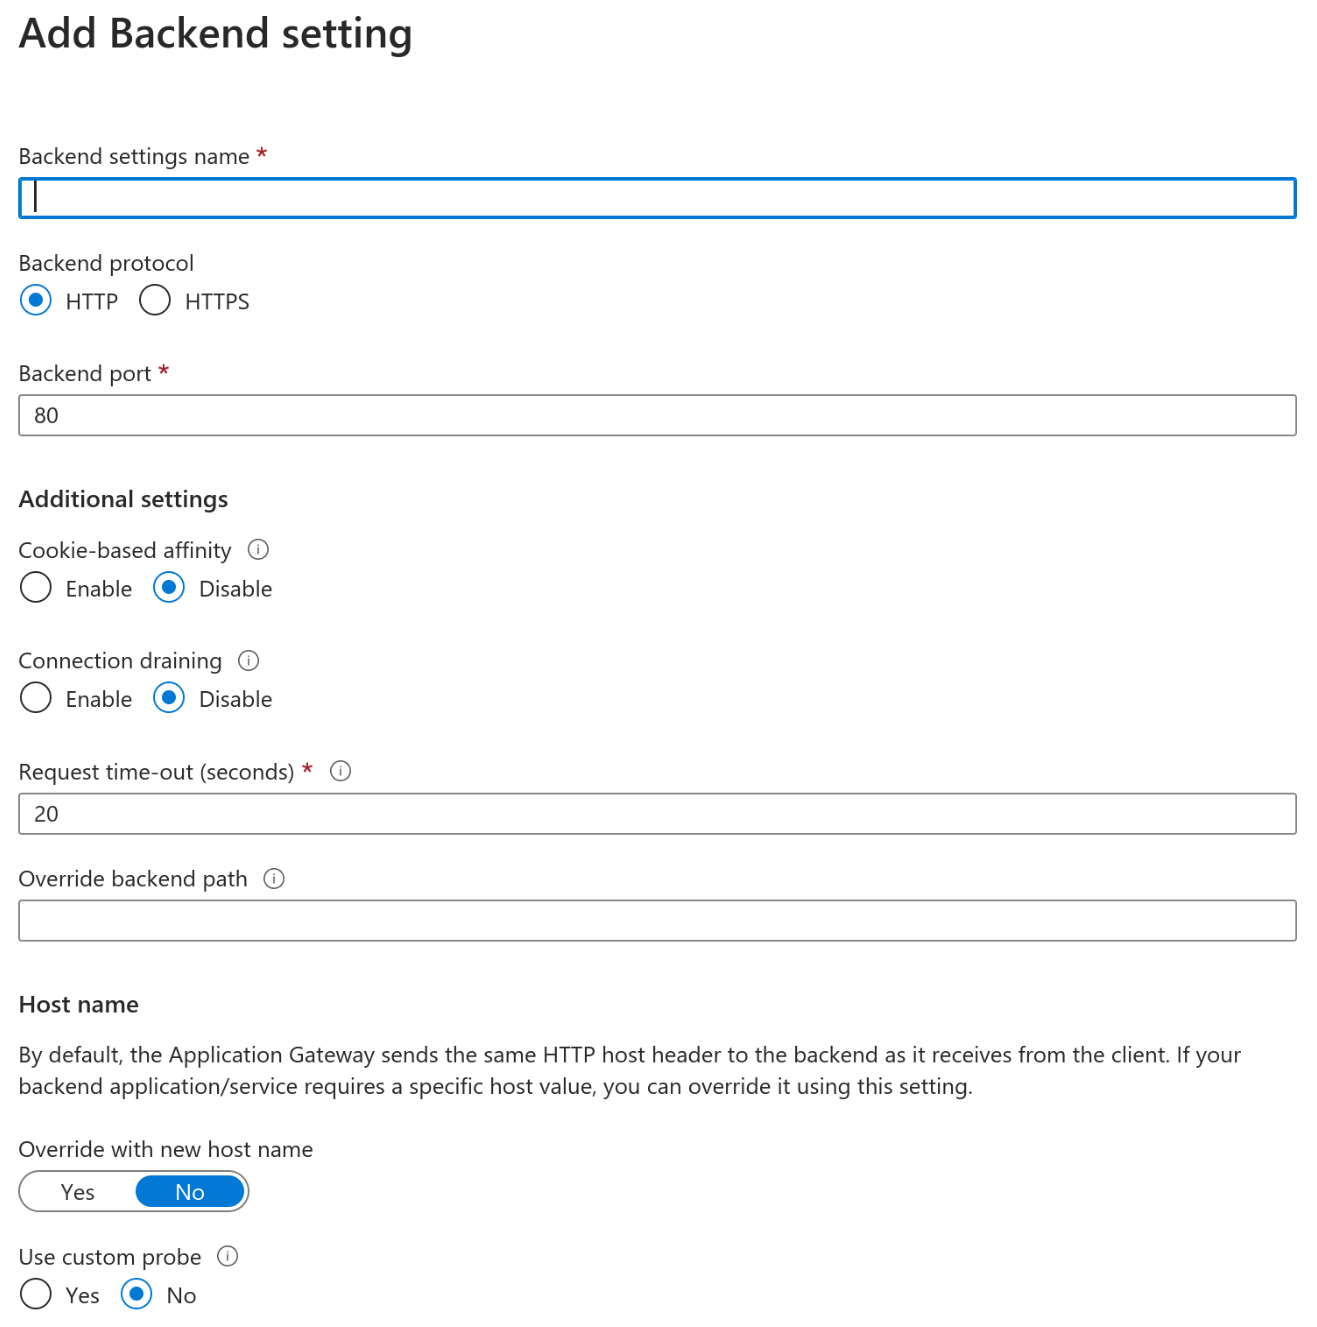 Add Backend setting
Backend settings name *
Backend protocol
HTTP HTTPS
Backend port *
80
Additional settings
Cookie-based affinity
Enable Disable
Connection draining
Enable Disable
Request time-out (seconds) *
20
Override backend path
Host name
By default, the Application Gateway sends the same HTTP host header to the backend as it receives from the client. If your
backend application/service requires a specific host value, you can override it using this setting.
Override with new host name
Yes No
Use custom probe
Yes No